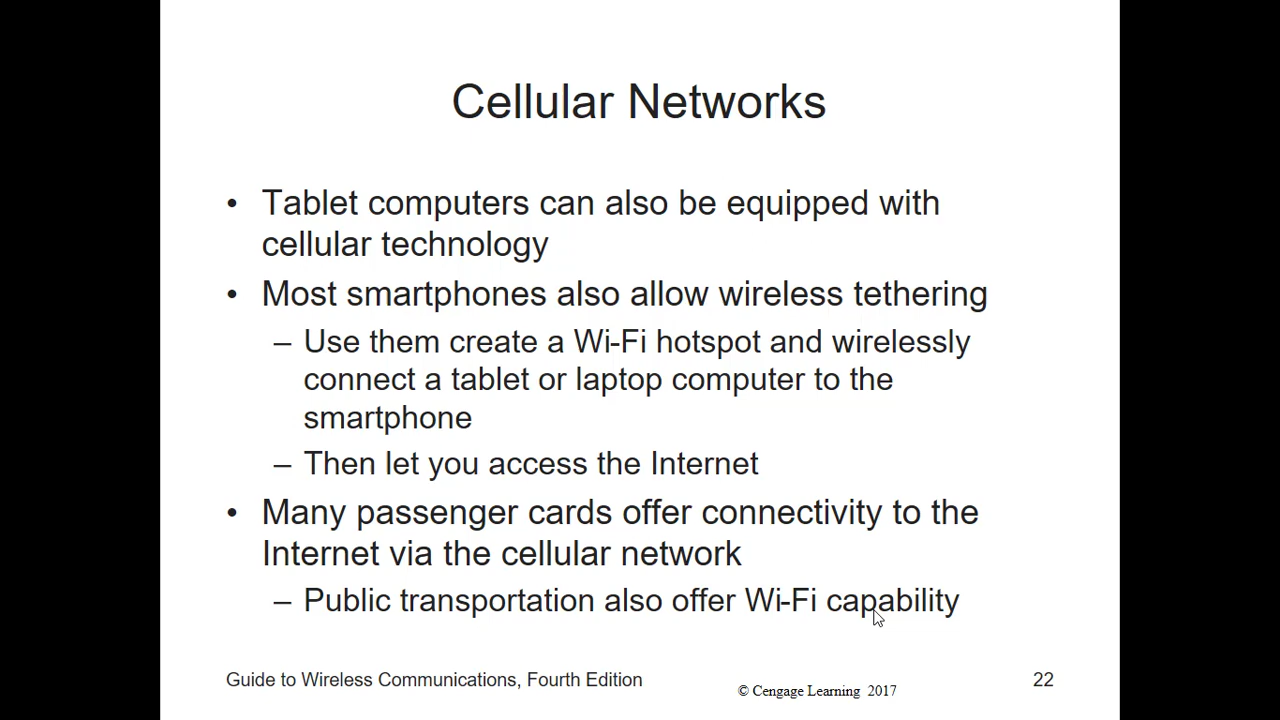 Cellular Networks
• Tablet computers can also be equipped with
cellular technology
• Most smartphones also allow wireless tethering
– Use them create a Wi-Fi hotspot and wirelessly
connect a tablet or laptop computer to the
smartphone
– Then let you access the Internet
• Many passenger cards offer connectivity to the
Internet via the cellular network
– Public transportation also offer Wi-Fi capability
Guide to Wireless Communications, Fourth Edition
© Cengage Learning 2017
22